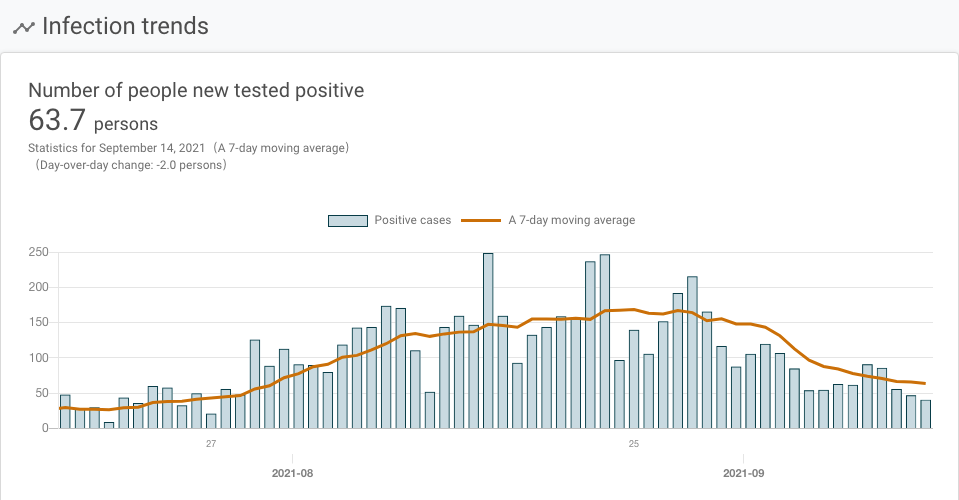 Infection trends
Number of people new tested positive
63.7 persons
Statistics for September 14, 2021（A 7-day moving average）
（Day-over-day change: -2.0 persons）
Positive cases A 7-day moving average
250
200
150
100
50
0
27 25
2021-08 2021-09